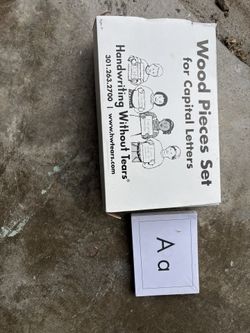 Wood Pieces Set
for Capital Letters
Handwriting Without Tears®
301.263.2700 | www.hwtears.com
A a